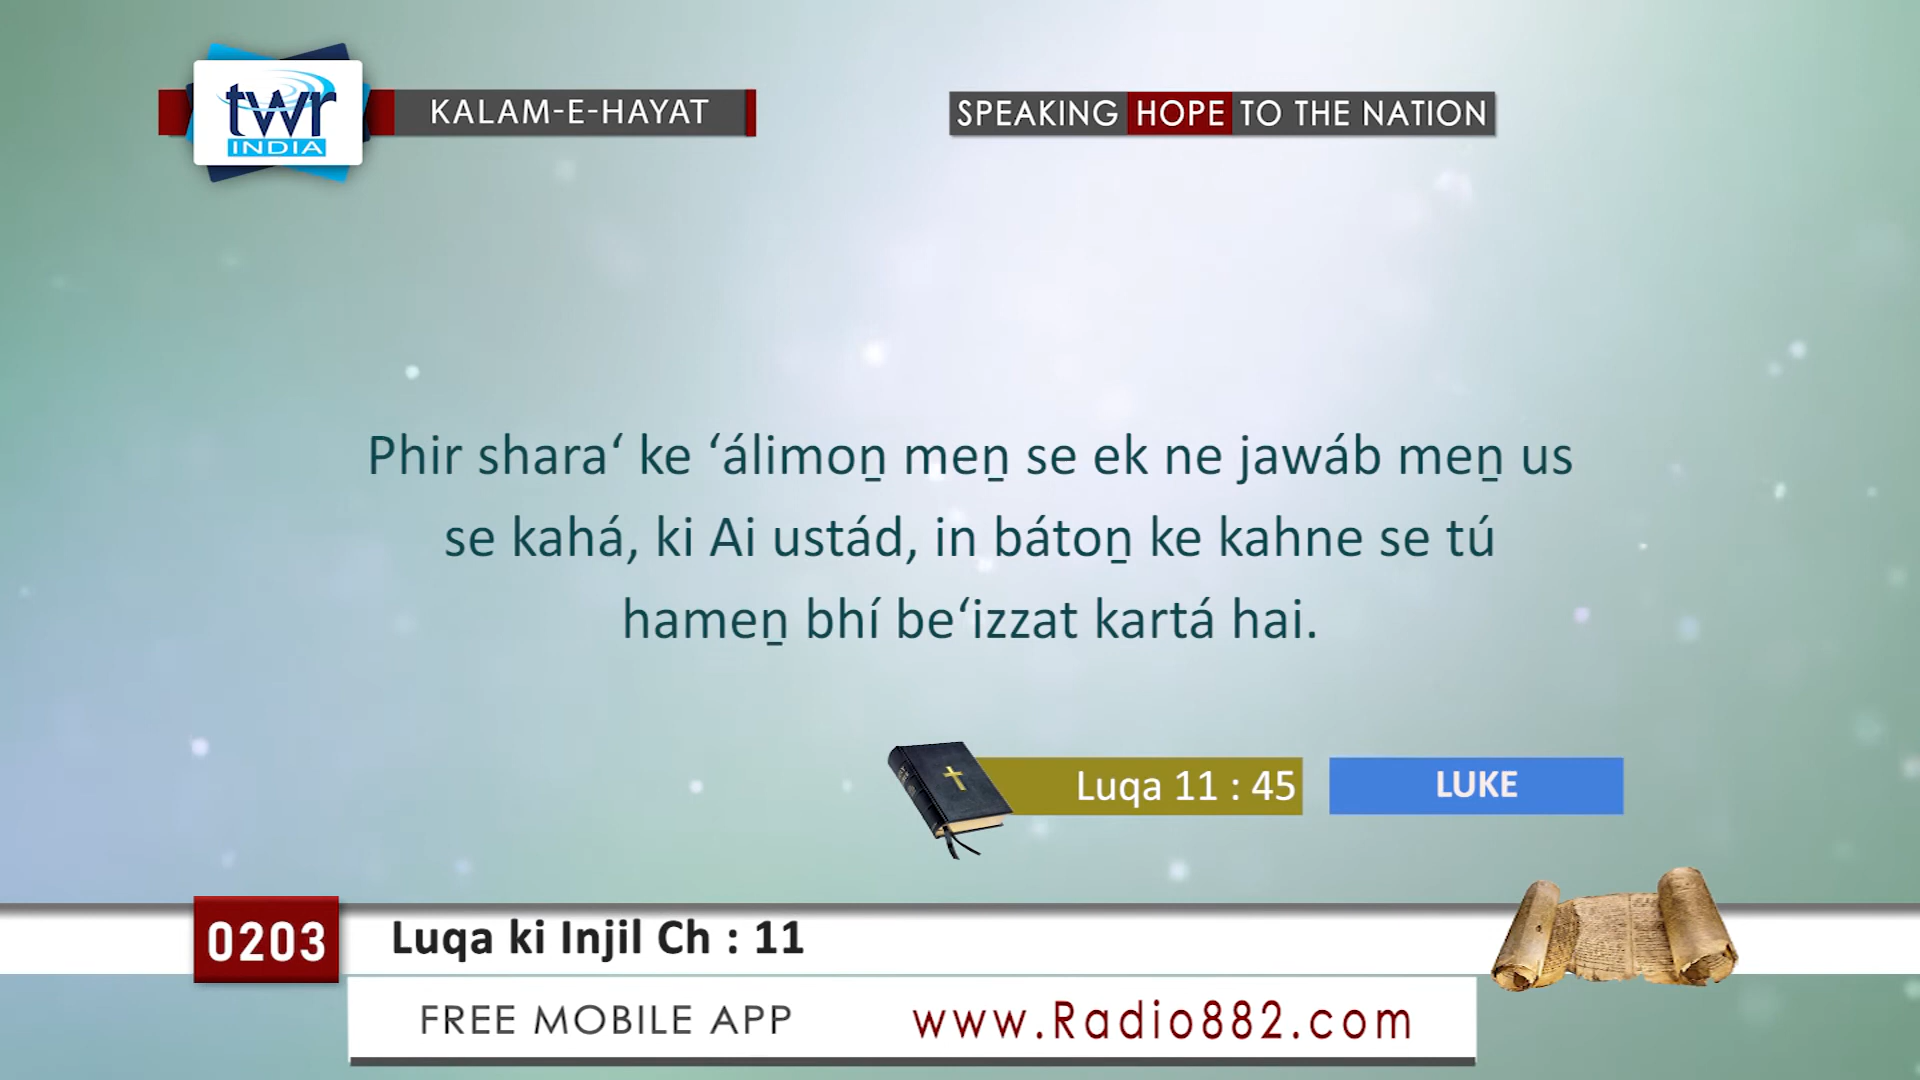 twr
INDIA
KALAM-E-HAYAT
SPEAKING HOPE TO THE NATION
Phir shara‘ ke ‘álimoṉ meṉ se ek ne jawáb meṉ us
se kahá, ki Ai ustád, in bátoṉ ke kahne se tú
hameṉ bhí be‘izzat kartá hai.
Luqa 11 : 45
LUKE
0203
Luqa ki Injil Ch : 11
FREE MOBILE APP
www.Radio882.com